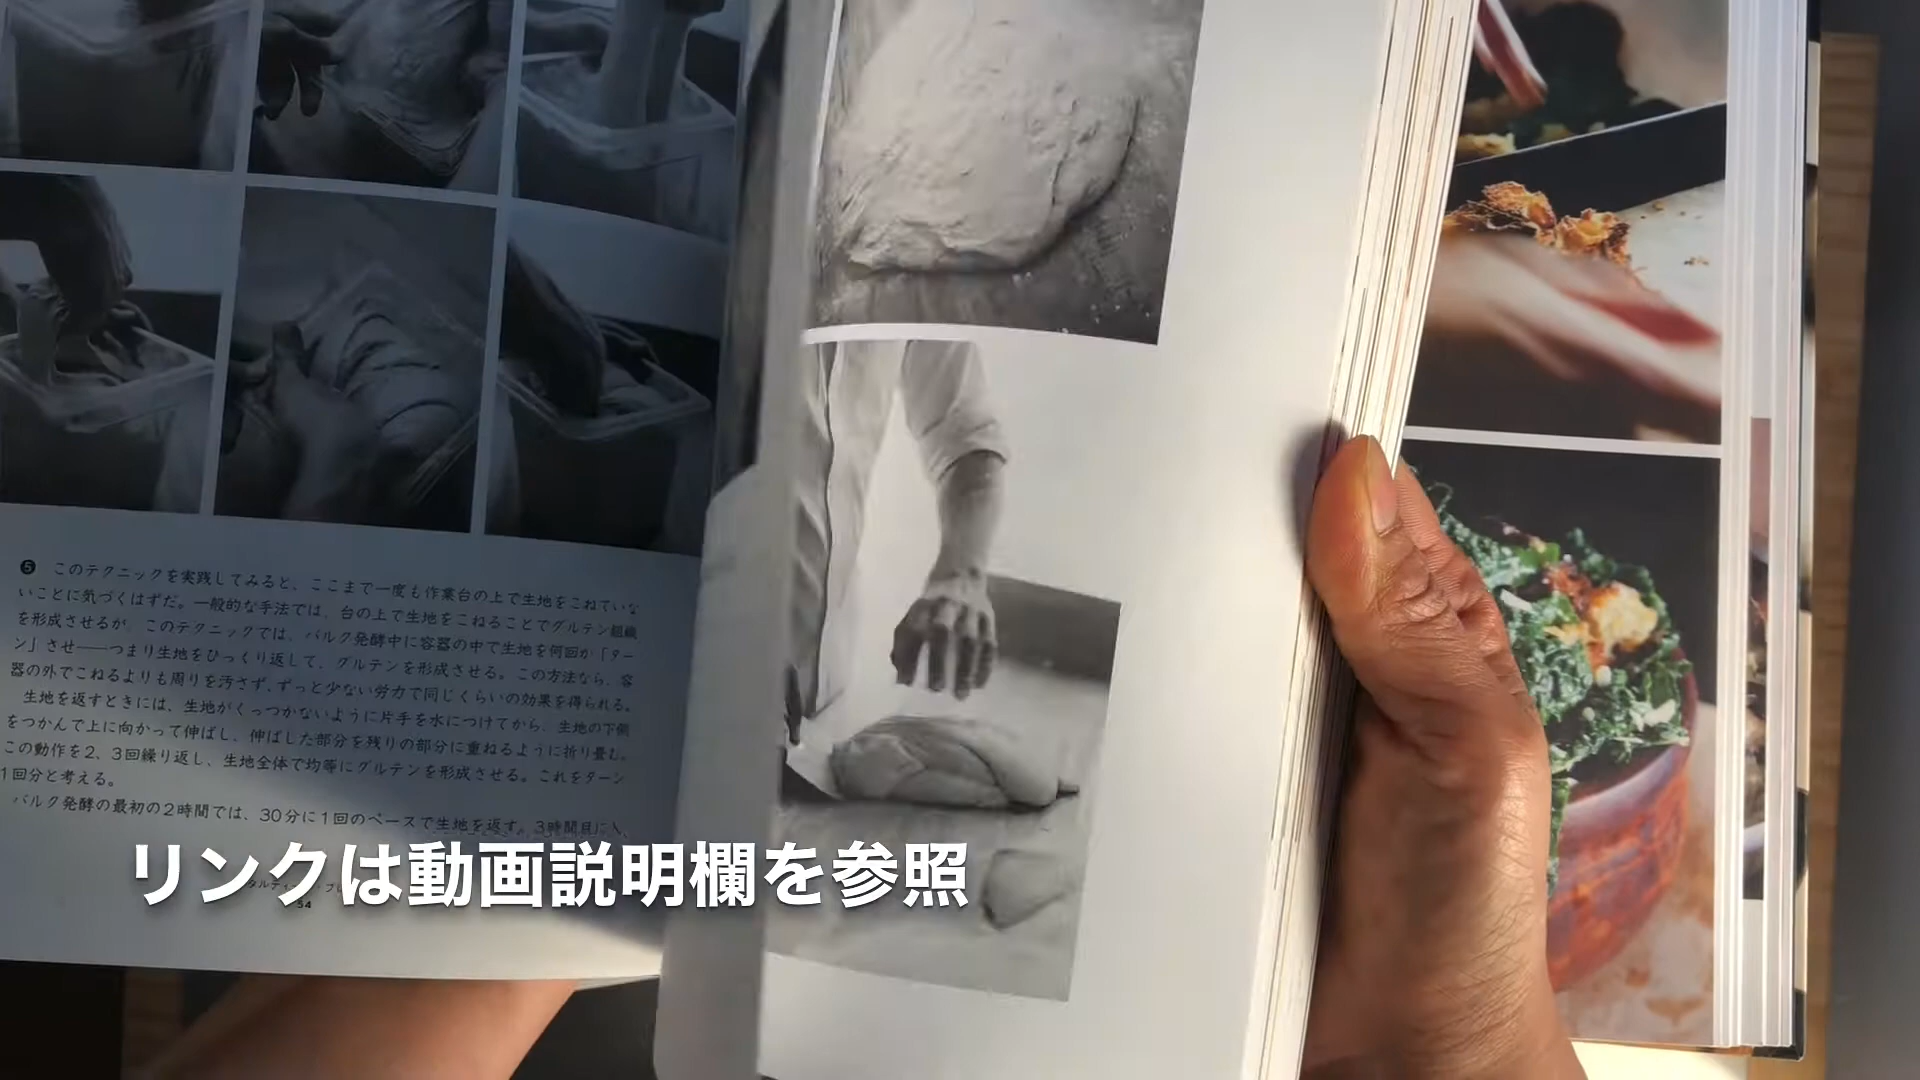 ❺ このテクニックを実践してみると、ここまで一度も作業台の上で生地をこねていな
いことに気づくはずだ。一般的な手法では、台の上で生地をこねることでグルテン組織
を形成させるが、このテクニックでは、バルク発酵中に容器の中で生地を何回か「ター
ン」させ――つまり生地をひっくり返して、グルテンを形成させる。この方法なら、容
器の外でこねるよりも周りを汚さず、ずっと少ない労力で同じくらいの効果を得られる。
生地を返すときには、生地がくっつかないように片手を水につけてから、生地の下側
をつかんで上に向かって伸ばし、伸ばした部分を残りの部分に重ねるように折り畳む。
この動作を2、3回繰り返し、生地全体で均等にグルテンを形成させる。これをターン
1回分と考える。
バルク発酵の最初の2時間では、30分に1回のペースで生地を返す。3時間目に入
リンクは動画説明欄を参照
54